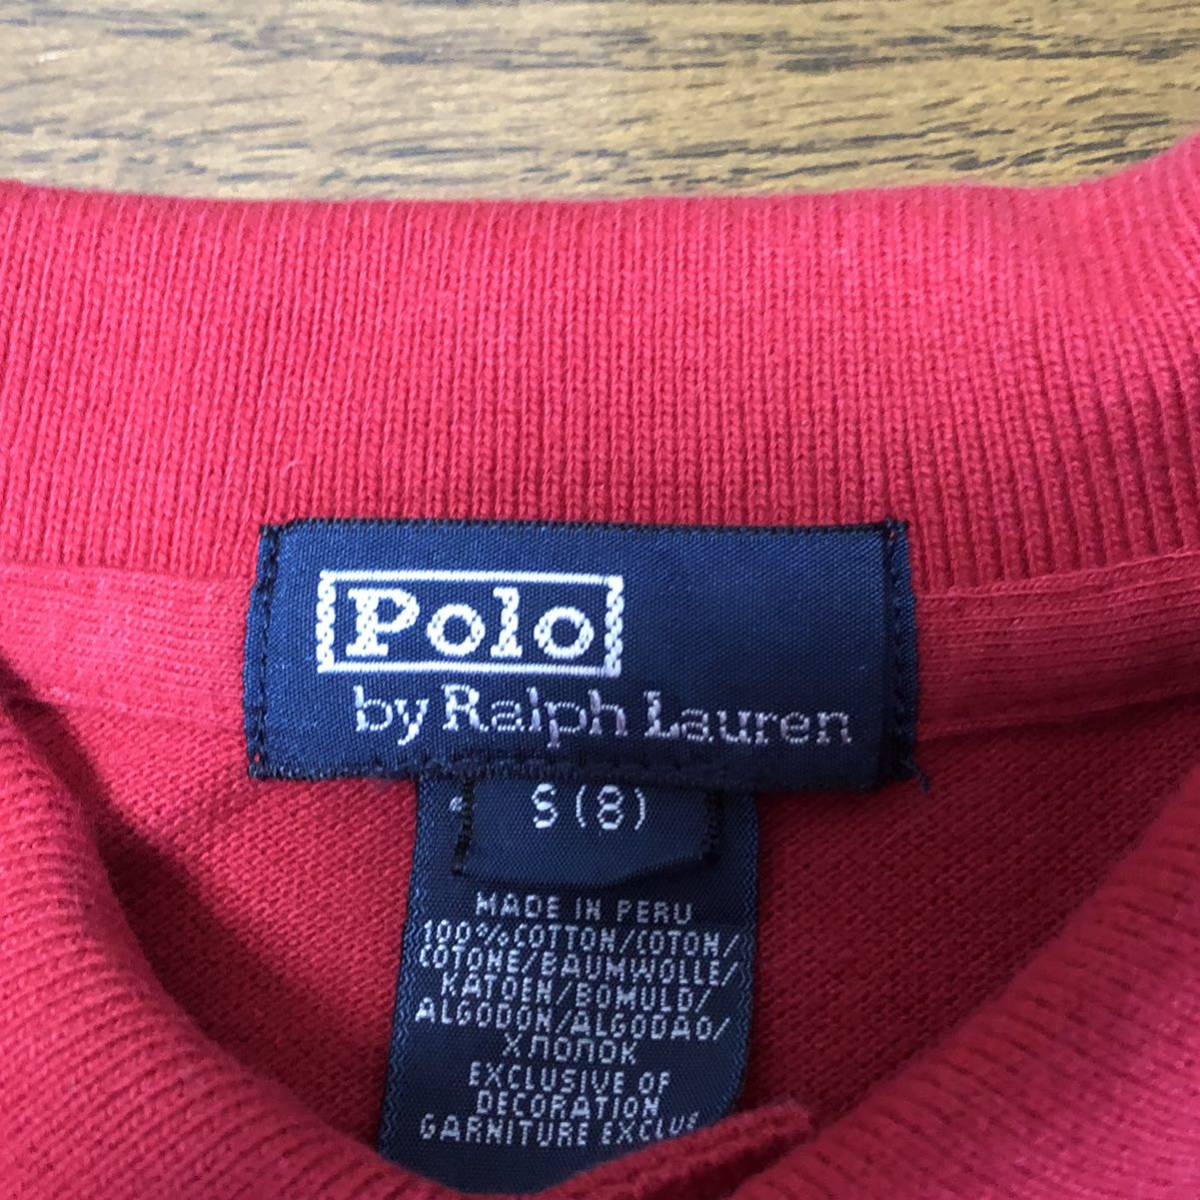 Polo
by Ralph Lauren
S (8)
MADE IN PERU
100% COTTON/COTON/
COTONE/BAUMWOLLE/
KATOEN/BOMULD/
ALGODON/ALGODAO/
ХЛОПОК
EXCLUSIVE OF
DECORATION
GARNITURE EXCLUE